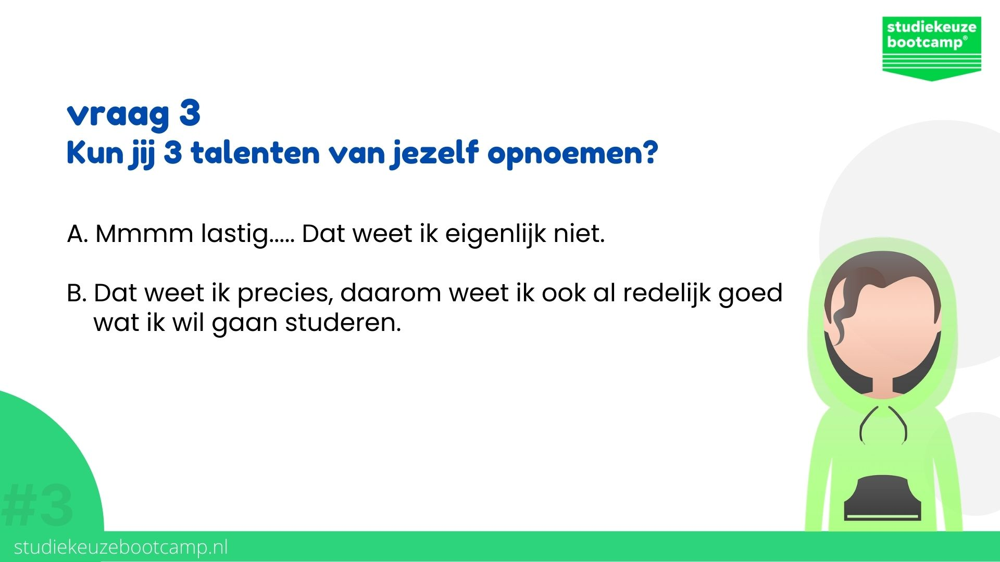 studiekeuze
bootcamp®
vraag 3
Kun jij 3 talenten van jezelf opnoemen?
A. Mmmm lastig..... Dat weet ik eigenlijk niet.
B. Dat weet ik precies, daarom weet ik ook al redelijk goed
wat ik wil gaan studeren.
#3
studiekeuzebootcamp.nl